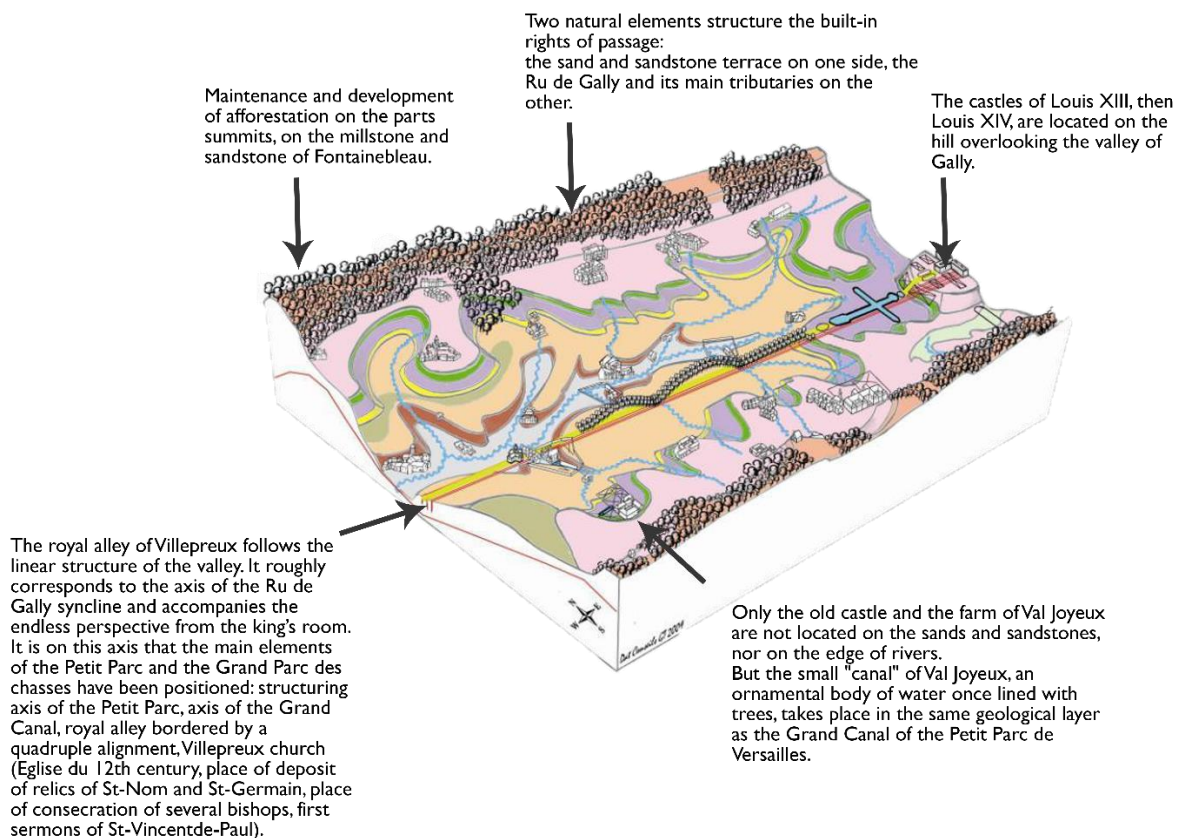 Two natural elements structure the built-in
rights of passage:
the sand and sandstone terrace on one side, the
Ru de Gally and its main tributaries on the
other.
Maintenance and development
of afforestation on the parts
summits, on the millstone and
sandstone of Fontainebleau.
The castles of Louis XIII, then
Louis XIV, are located on the
hill overlooking the valley of
Gally.
The royal alley of Villepreux follows the
linear structure of the valley. It roughly
corresponds to the axis of the Ru de
Gally syncline and accompanies the
endless perspective from the king's room.
It is on this axis that the main elements
of the Petit Parc and the Grand Parc des
chasses have been positioned: structuring
axis of the Petit Parc, axis of the Grand
Canal, royal alley bordered by a
quadruple alignment, Villepreux church
(Eglise du 12th century, place of deposit
of relics of St-Nom and St-Germain, place
of consecration of several bishops, first
sermons of St-Vincentde-Paul).
Only the old castle and the farm of Val Joyeux
are not located on the sands and sandstones,
nor on the edge of rivers.
But the small "canal" of Val Joyeux, an
ornamental body of water once lined with
trees, takes place in the same geological layer
as the Grand Canal of the Petit Parc de
Versailles.